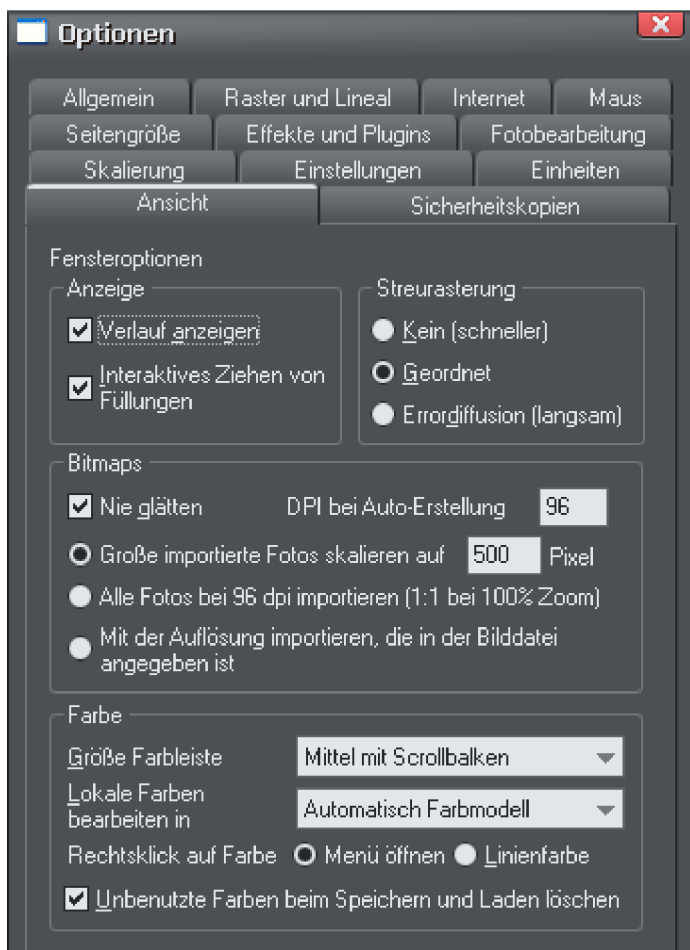 Optionen
Allgemein
Raster und Lineal
Internet
Maus
Seitengröße
Effekte und Plugins
Fotobearbeitung
Skalierung
Einstellungen
Einheiten
Ansicht
Sicherheitskopien
Fensteroptionen
Anzeige
Verlauf anzeigen
Interaktives Ziehen von
Füllungen
Streurasterung
Kein (schneller)
Geordnet
Errordiffusion (langsam)
Bitmaps
Nie glätten
DPI bei Auto-Erstellung 96
Große importierte Fotos skalieren auf 500 Pixel
Alle Fotos bei 96 dpi importieren (1:1 bei 100% Zoom)
Mit der Auflösung importieren, die in der Bilddatei
angegeben ist
Farbe
Größe Farbleiste Mittel mit Scrollbalken
Lokale Farben
bearbeiten in Automatisch Farbmodell
Rechtsklick auf Farbe Menü öffnen Linienfarbe
Unbenutzte Farben beim Speichern und Laden löschen